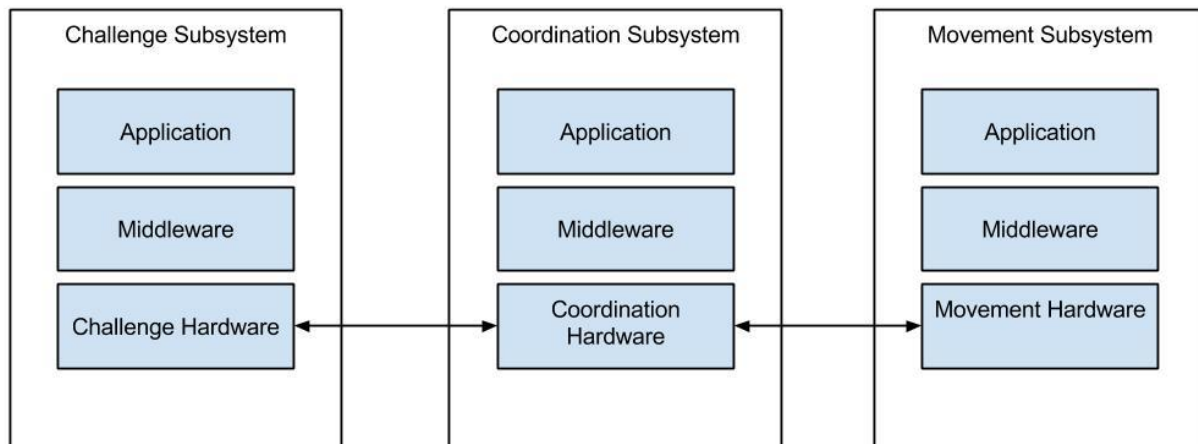 Challenge Subsystem
Application
Middleware
Challenge Hardware
Coordination Subsystem
Application
Middleware
Coordination
Hardware
Movement Subsystem
Application
Middleware
Movement Hardware